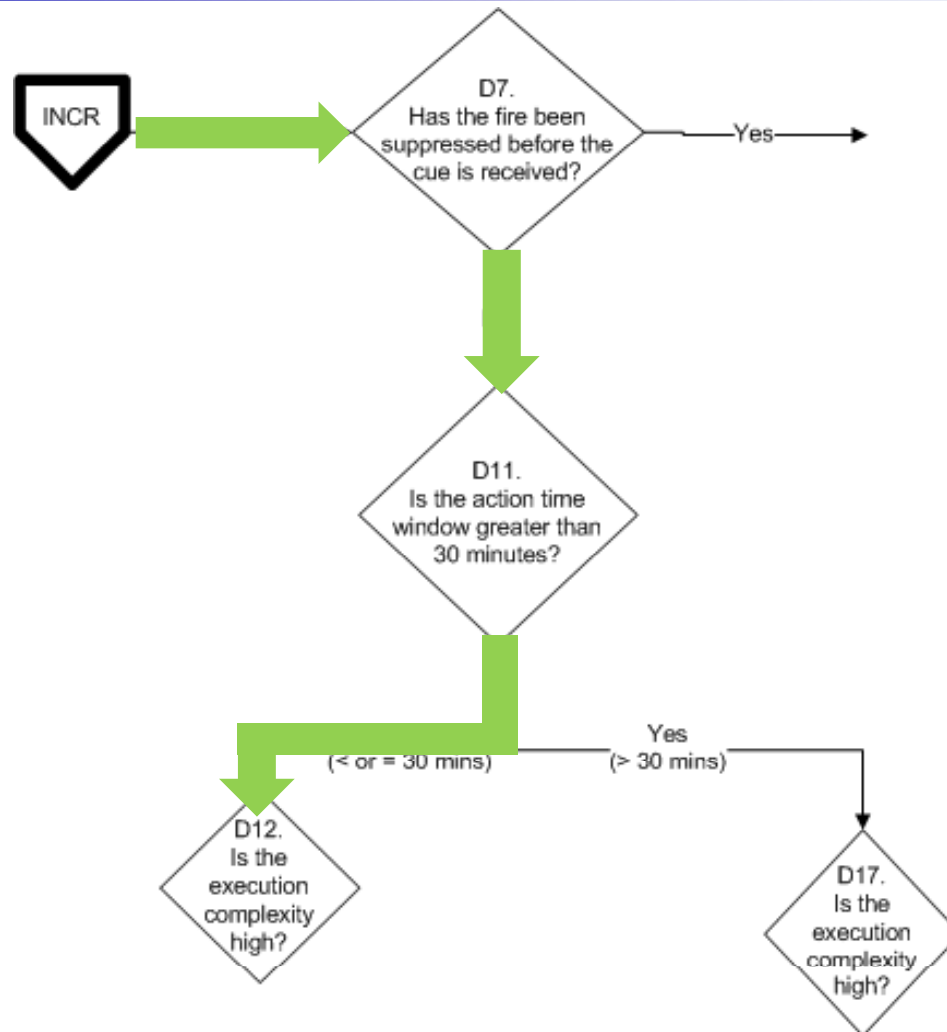 INCR
D7.
Has the fire been
suppressed before the
cue is received?
Yes
D11.
Is the action time
window greater than
30 minutes?
Yes
(< or = 30 mins)
(> 30 mins)
D12.
Is the
execution
complexity
high?
D17.
Is the
execution
complexity
high?